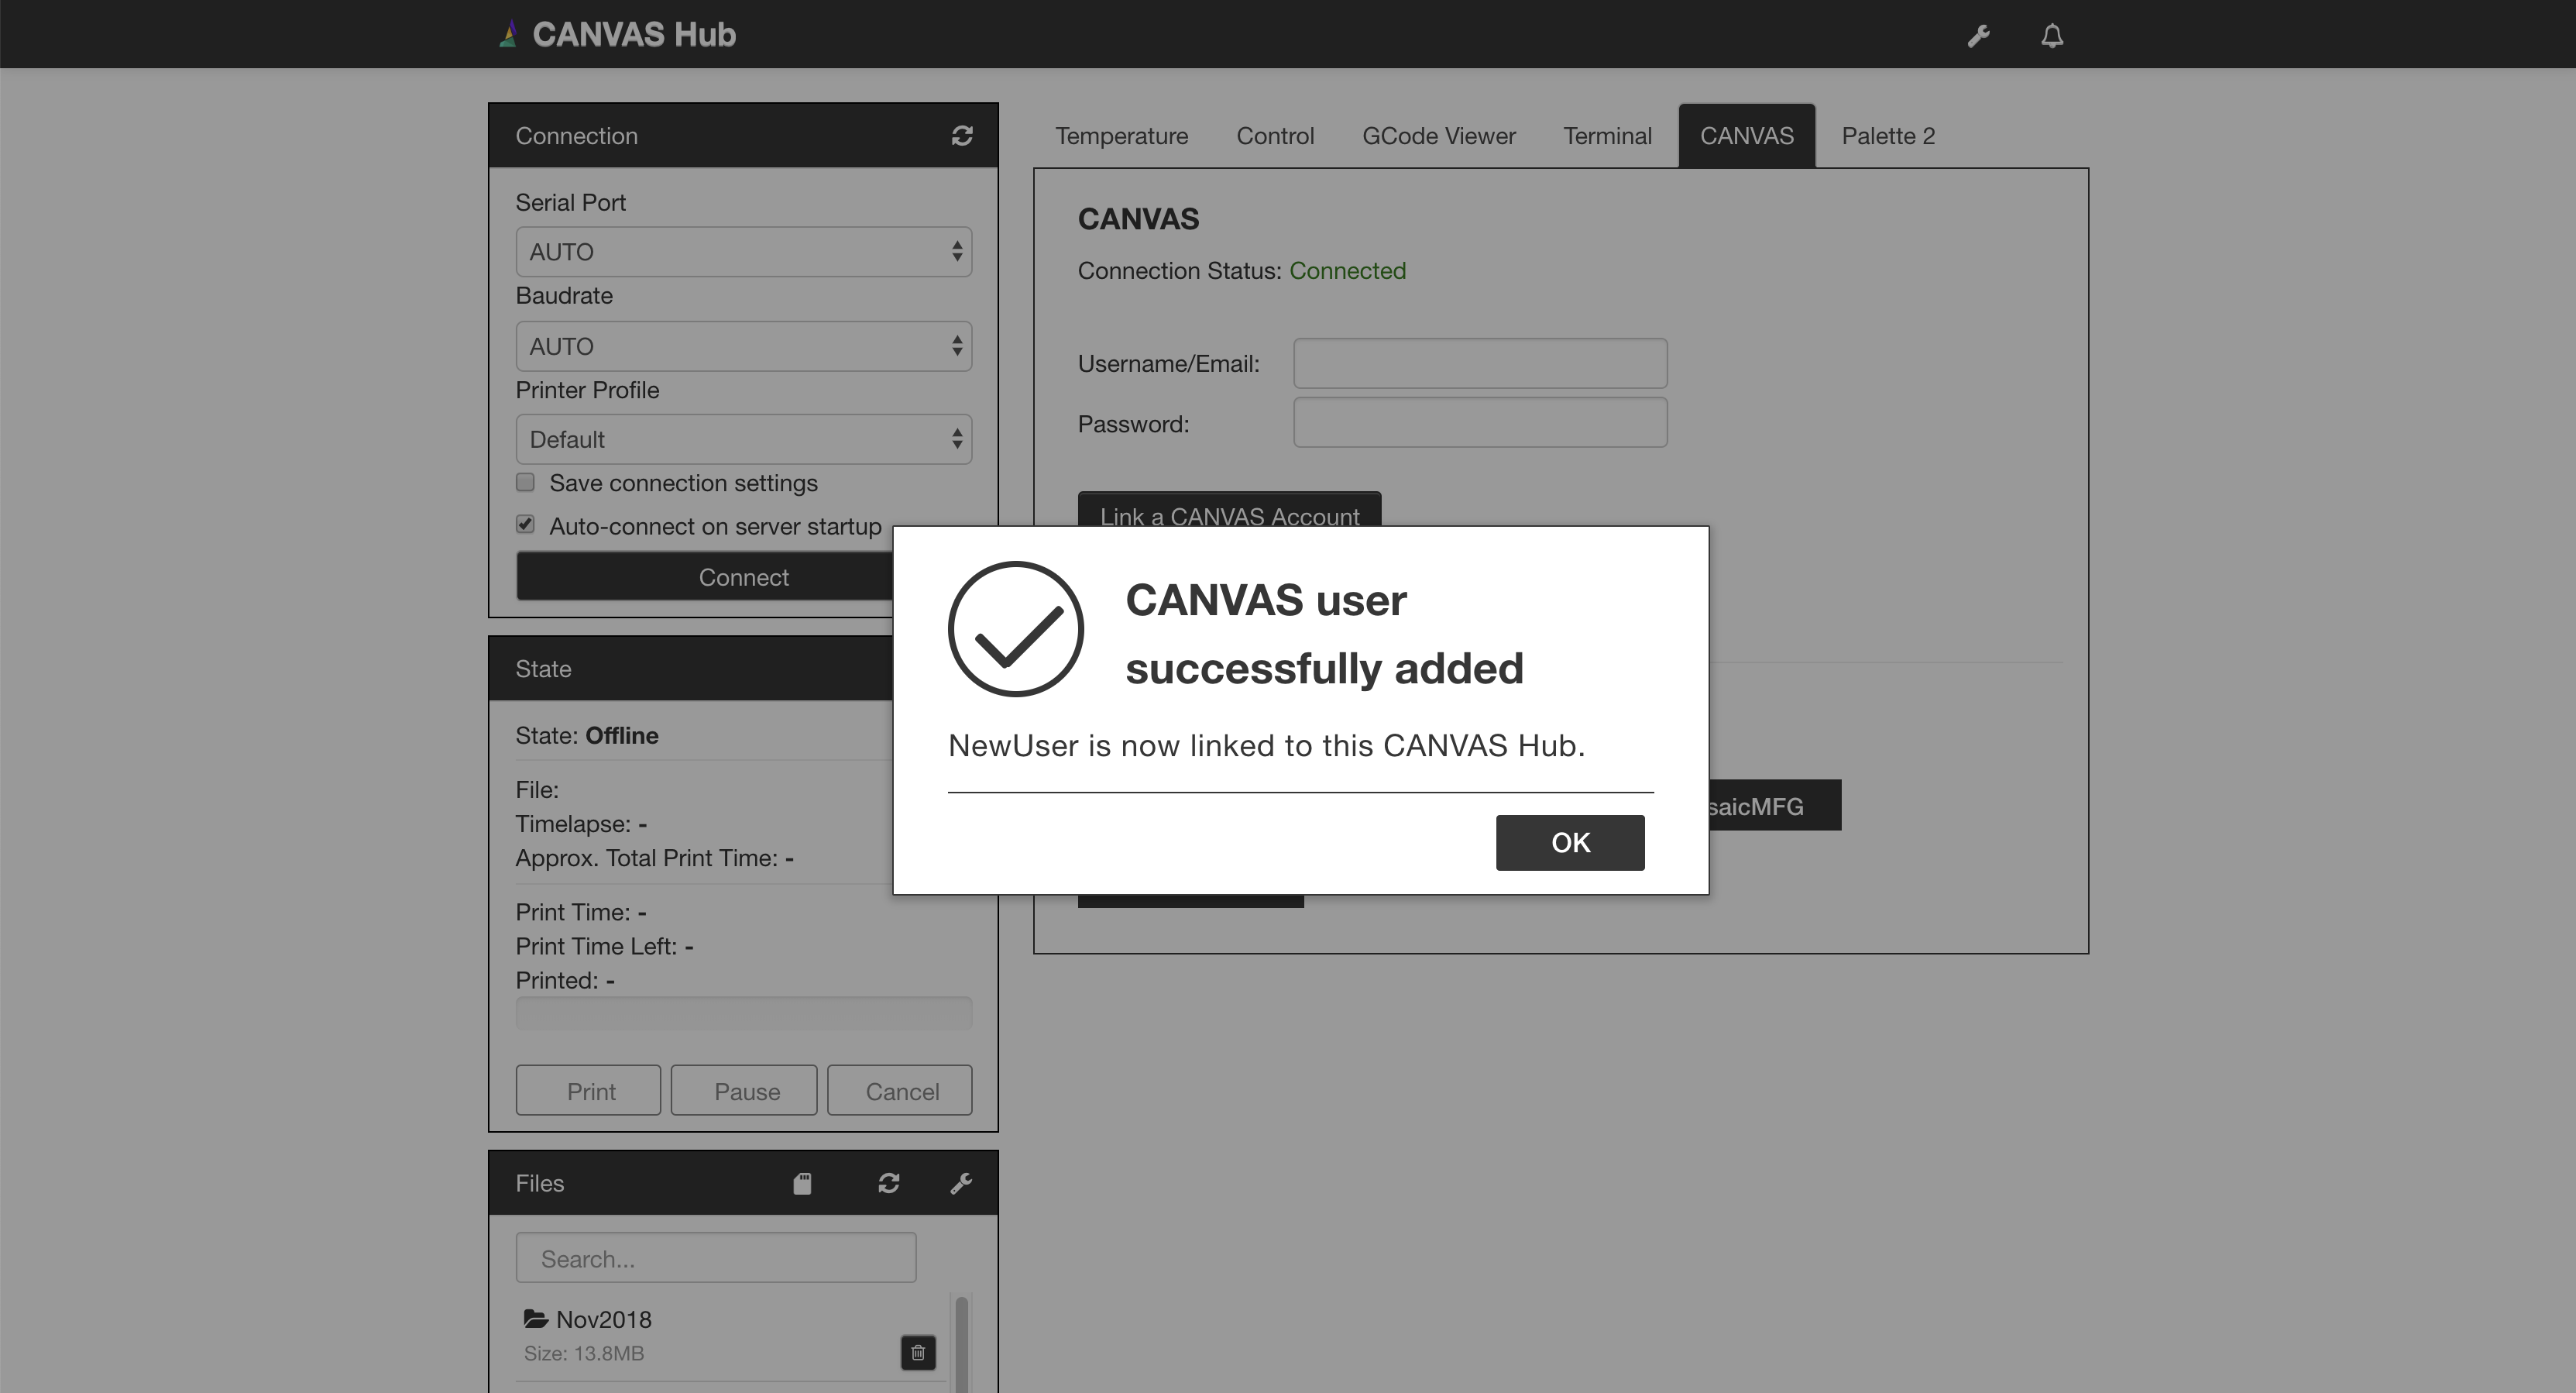 CANVAS Hub
Connection
Serial Port
AUTO
Baudrate
AUTO
Printer Profile
Default
Save connection settings
Auto-connect on server startup
Connect
State
State: Offline
File:
Timelapse: -
Approx. Total Print Time: -
Print Time: -
Print Time Left: -
Printed: -
Print
Pause
Cancel
Files
Search...
Nov2018
Size: 13.8MB
Temperature
Control
GCode Viewer
Terminal
CANVAS
Palette 2
CANVAS
Connection Status: Connected
Username/Email:
Password:
Link a CANVAS Account
saicMFG
CANVAS user
successfully added
NewUser is now linked to this CANVAS Hub.
OK